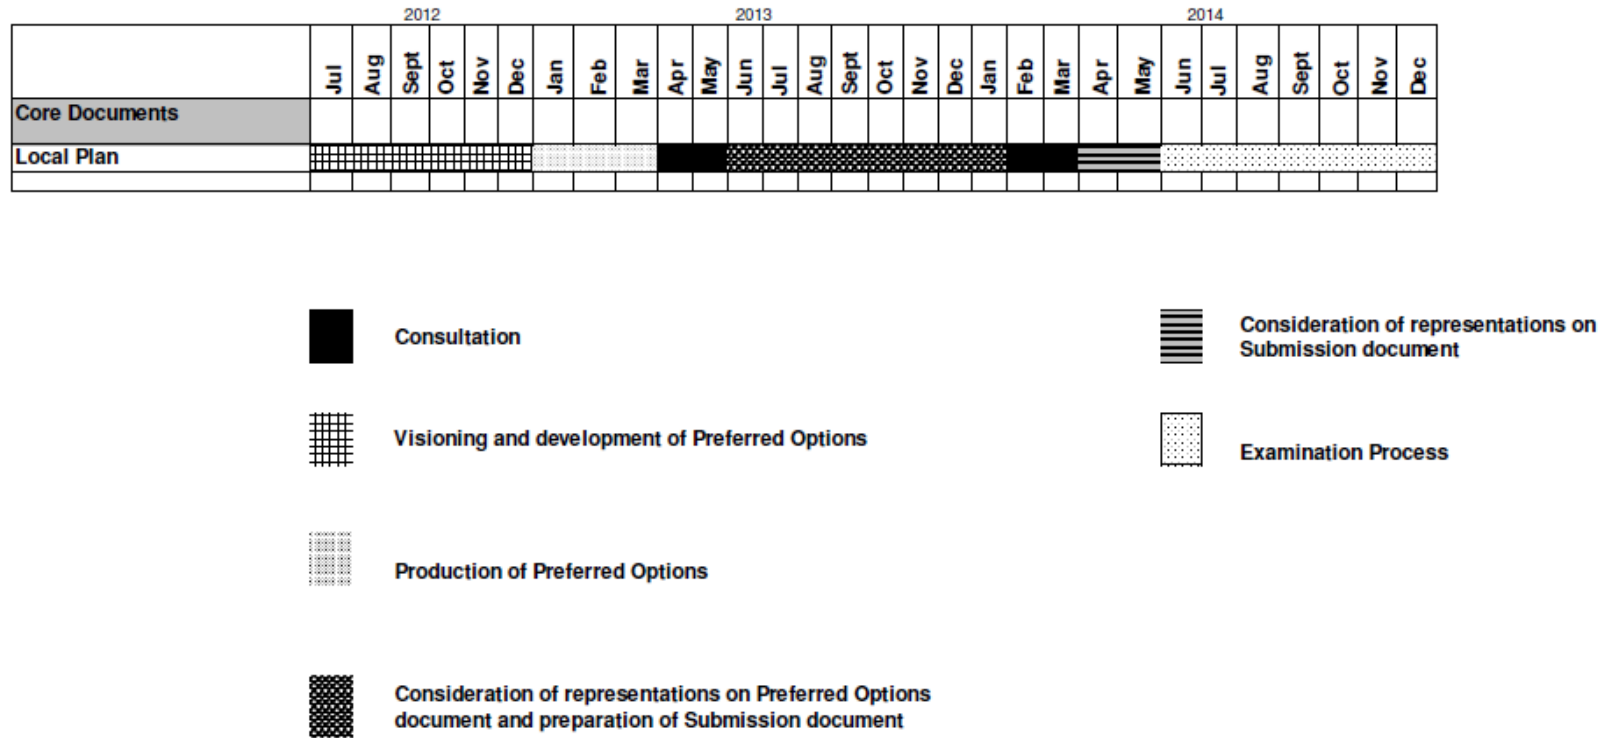 2012 2013 2014
Jul Aug Sept Oct Nov Dec Jan Feb Mar Apr May Jun Jul Aug Sept Oct Nov Dec Jan Feb Mar Apr May Jun Jul Aug Sept Oct Nov Dec
Core Documents
Local Plan
Consultation
Visioning and development of Preferred Options
Production of Preferred Options
Consideration of representations on Preferred Options
document and preparation of Submission document
Consideration of representations on
Submission document
Examination Process